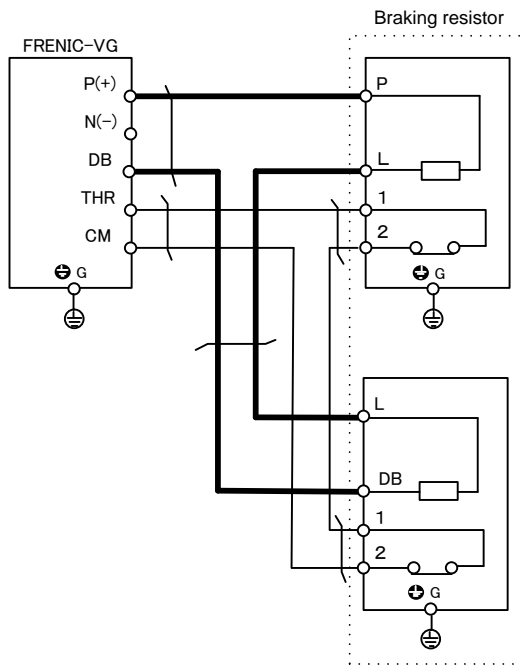 Braking resistor
FRENIC-VG
P(+)
N(-)
DB
THR
CM
G
P
L
1
2
G
L
DB
1
2
G